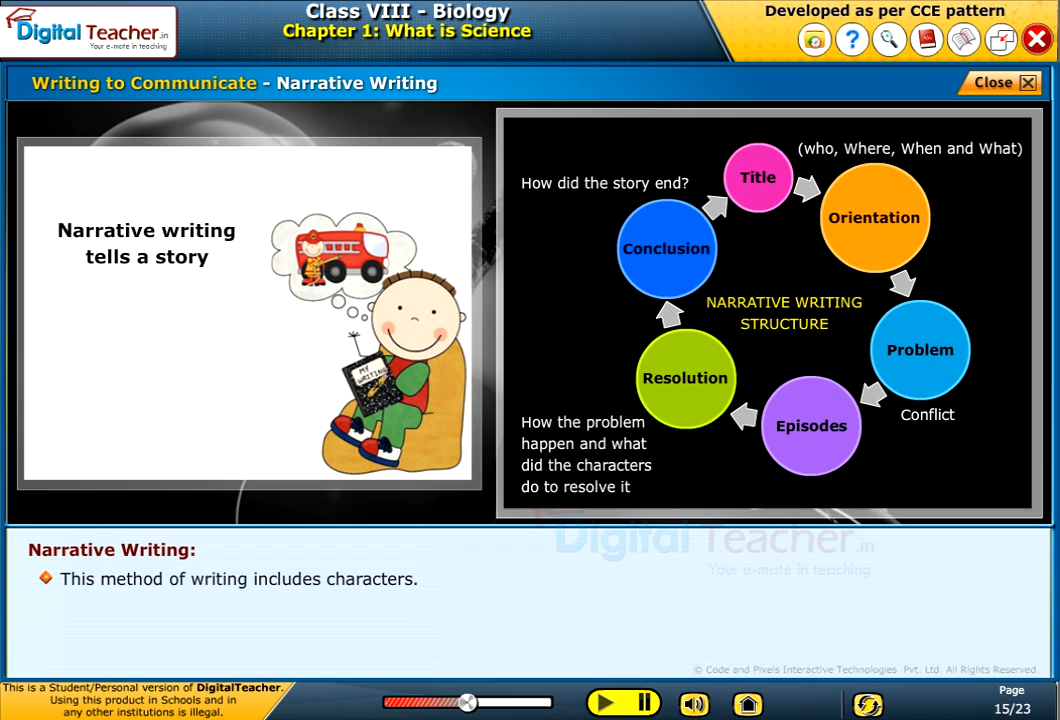 Digital Teacher.in
Your e-mate in teaching
Class VIII - Biology
Chapter 1: What is Science
Developed as per CCE pattern
Writing to Communicate - Narrative Writing
Close
Narrative writing
tells a story
MY
WRITING
(who, Where, When and What)
Title
How did the story end?
Orientation
Conclusion
NARRATIVE WRITING
STRUCTURE
Problem
Resolution
Conflict
Episodes
How the problem
happen and what
did the characters
do to resolve it
Digital Teacher.in
Your e-mate in teaching
Narrative Writing:
This method of writing includes characters.
© Code and Pixels Interactive Technologies Pvt. Ltd. All Rights Reserved.
This is a Student/Personal version of DigitalTeacher.
Using this product in Schools and in
any other institutions is illegal.
Page
15/23